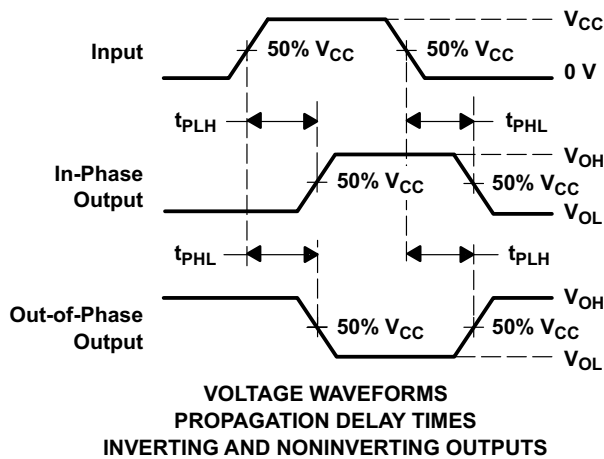 Input
50% VCC
50% VCC
VCC
0 V
tPLH
tPHL
In-Phase
Output
50% VCC
50% VCC
VOH
VOL
tPHL
tPLH
Out-of-Phase
Output
50% VCC
50% VCC
VOH
VOL
VOLTAGE WAVEFORMS
PROPAGATION DELAY TIMES
INVERTING AND NONINVERTING OUTPUTS